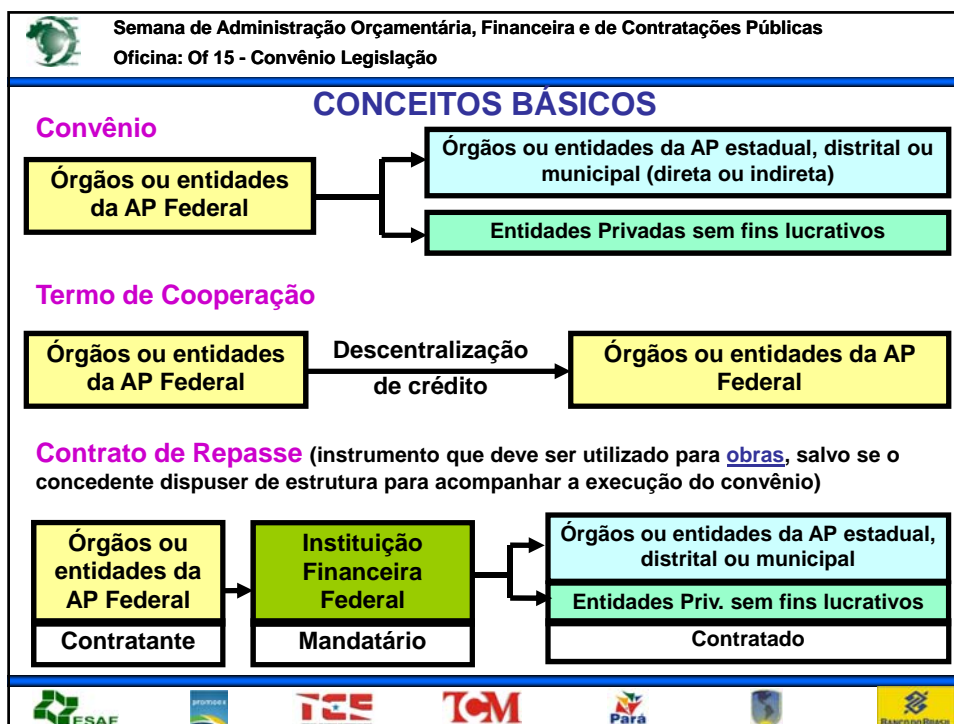 Semana de Administração Orçamentária, Financeira e de Contratações Públicas
Oficina: Of 15 - Convênio Legislação
CONCEITOS BÁSICOS
Convênio
Órgãos ou entidades
da AP Federal
Órgãos ou entidades da AP estadual, distrital ou
municipal (direta ou indireta)
Entidades Privadas sem fins lucrativos
Termo de Cooperação
Órgãos ou entidades
da AP Federal
Descentralização
de crédito
Órgãos ou entidades da AP
Federal
Contrato de Repasse (instrumento que deve ser utilizado para obras, salvo se o
concedente dispuser de estrutura para acompanhar a execução do convênio)
Órgãos ou
entidades da
AP Federal
Contratante
Instituição
Financeira
Federal
Mandatário
Órgãos ou entidades da AP estadual,
distrital ou municipal
Entidades Priv. sem fins lucrativos
Contratado
ESAF
promoex
TCE
TCM
Pará
BANCO DO BRASIL